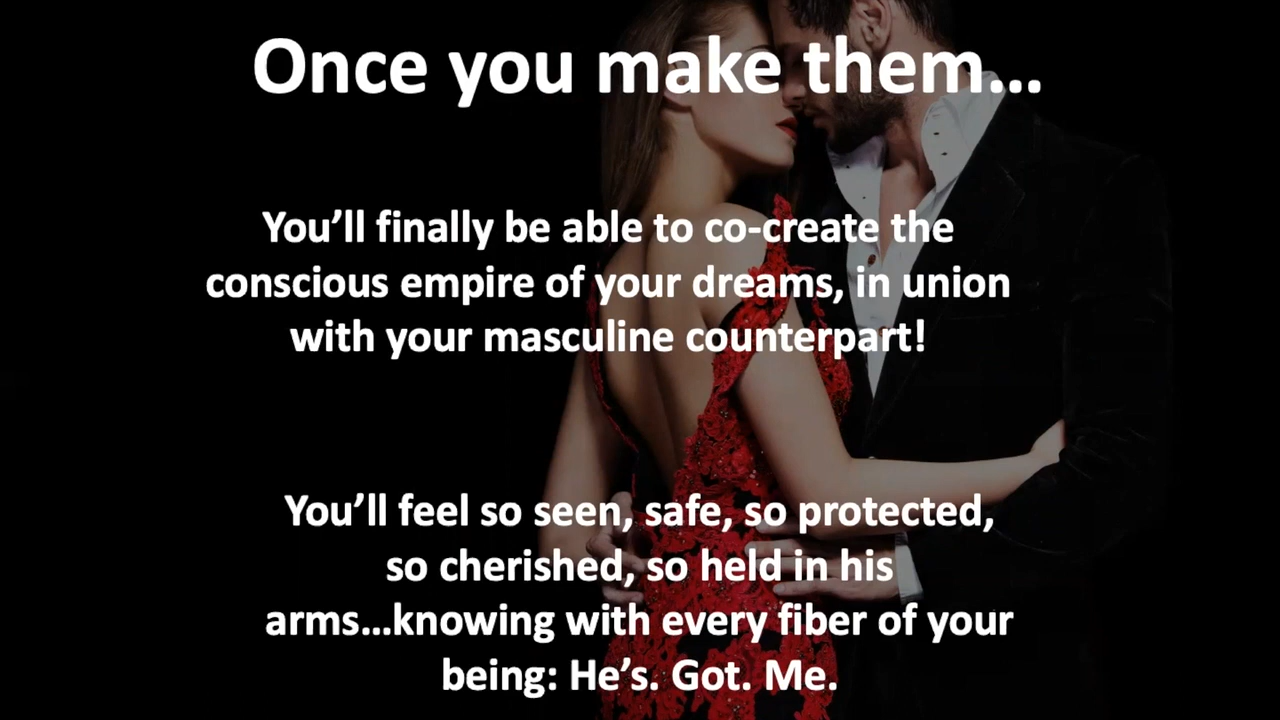 Once you make them...
You’ll finally be able to co-create the
conscious empire of your dreams, in union
with your masculine counterpart!
You’ll feel so seen, safe, so protected,
so cherished, so held in his
arms...knowing with every fiber of your
being: He’s. Got. Me.